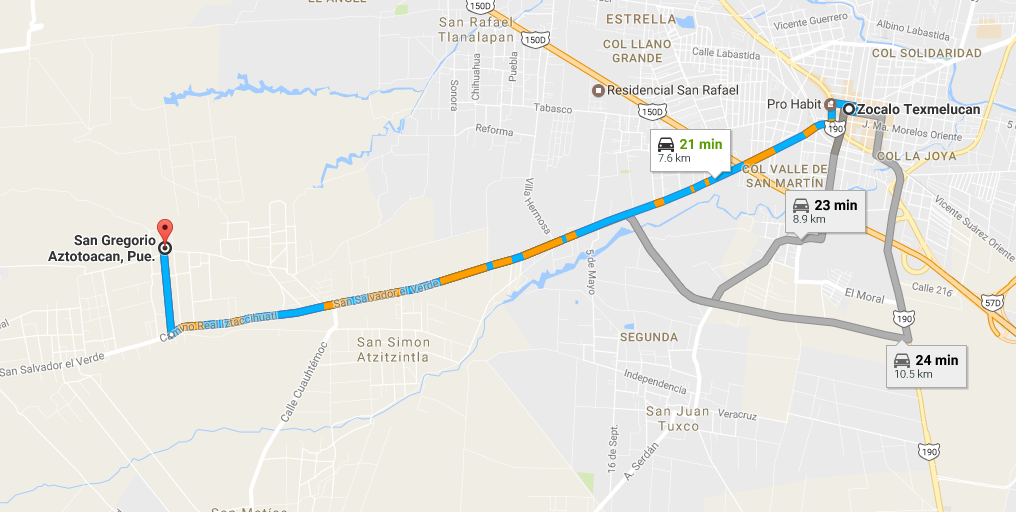 EL ANGEL
150D
San Rafael
Tlanalapan
150D
ESTRELLA
COL LLANO
GRANDE
Vicente Guerrero
Albino Labastida
Calle Labastida
COL SOLIDARIDAD
Sonora
Chihuahua
Puebla
Residencial San Rafael
Tabasco
150D
Pro Habit
Zocalo Texmelucan
Reforma
190
J. Ma. Morelos Oriente
21 min
7.6 km
COL LA JOYA
COL VALLE DE
SAN MARTÍN
Villa Hermosa
23 min
8.9 km
Vicente Suárez Oriente
San Gregorio
Aztotoacan, Pue.
5 de Mayo
Calle 216
El Moral
57D
San Salvador el Verde
Camino Real Iztaccíhuatl
190
San Salvador el Verde
San Simon
Atzitzintla
SEGUNDA
24 min
10.5 km
Calle Cuauhtémoc
Independencia
San Juan
Tuxco
Veracruz
16 de Sept.
A. Serdán
190